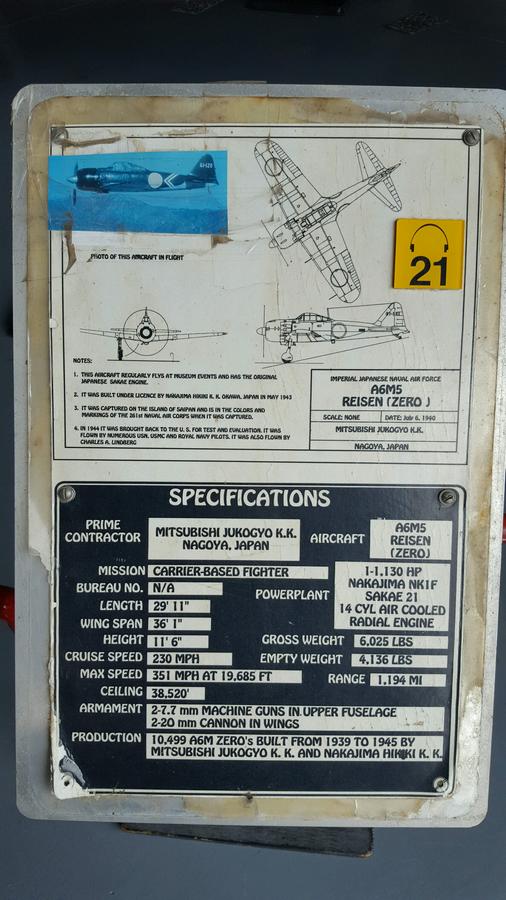 PHOTO OF THIS AIRCRAFT IN FLIGHT
21
NOTES:
1. THIS AIRCRAFT REGULARLY FLYS AT MUSEUM EVENTS AND HAS THE ORIGINAL
JAPANESE SAKAE ENGINE.
2. IT WAS BUILT UNDER LICENCE BY NAKAJIMA HIKIKI K. K. OKAWA, JAPAN IN MAY 1943
3. IT WAS CAPTURED ON THE ISLAND OF SAIPAN AND IS IN THE COLORS AND
MARKINGS OF THE 261st NAVAL AIR CORPS WHEN IT WAS CAPTURED.
4. IN 1944 IT WAS BROUGHT BACK TO THE U. S. FOR TEST AND EVALUATION. IT WAS
FLOWN BY NUMEROUS USN, USMC AND ROYAL NAVY PILOTS. IT WAS ALSO FLOWN BY
CHARLES A. LINDBERG
IMPERIAL JAPANESE NAVAL AIR FORCE
A6M5
REISEN (ZERO )
SCALE: NONE DATE: July 6, 1940
MITSUBISHI JUKOGYO K.K.
NAGOYA, JAPAN
SPECIFICATIONS
PRIME CONTRACTOR
MITSUBISHI JUKOGYO K.K.
NAGOYA, JAPAN
AIRCRAFT
A6M5
REISEN
(ZERO)
MISSION CARRIER-BASED FIGHTER
BUREAU NO. N/A
LENGTH 29' 11"
WING SPAN 36' 1"
HEIGHT 11' 6"
CRUISE SPEED 230 MPH
MAX SPEED 351 MPH AT 19,685 FT
CEILING 38,520'
POWERPLANT
1-1,130 HP
NAKAJIMA NK1F
SAKAE 21
14 CYL AIR COOLED
RADIAL ENGINE
GROSS WEIGHT 6,025 LBS
EMPTY WEIGHT 4,136 LBS
RANGE 1,194 MI
ARMAMENT 2-7.7 mm MACHINE GUNS IN UPPER FUSELAGE
2-20 mm CANNON IN WINGS
PRODUCTION 10,499 A6M ZERO's BUILT FROM 1939 TO 1945 BY
MITSUBISHI JUKOGYO K. K. AND NAKAJIMA HIKIKI K. K.